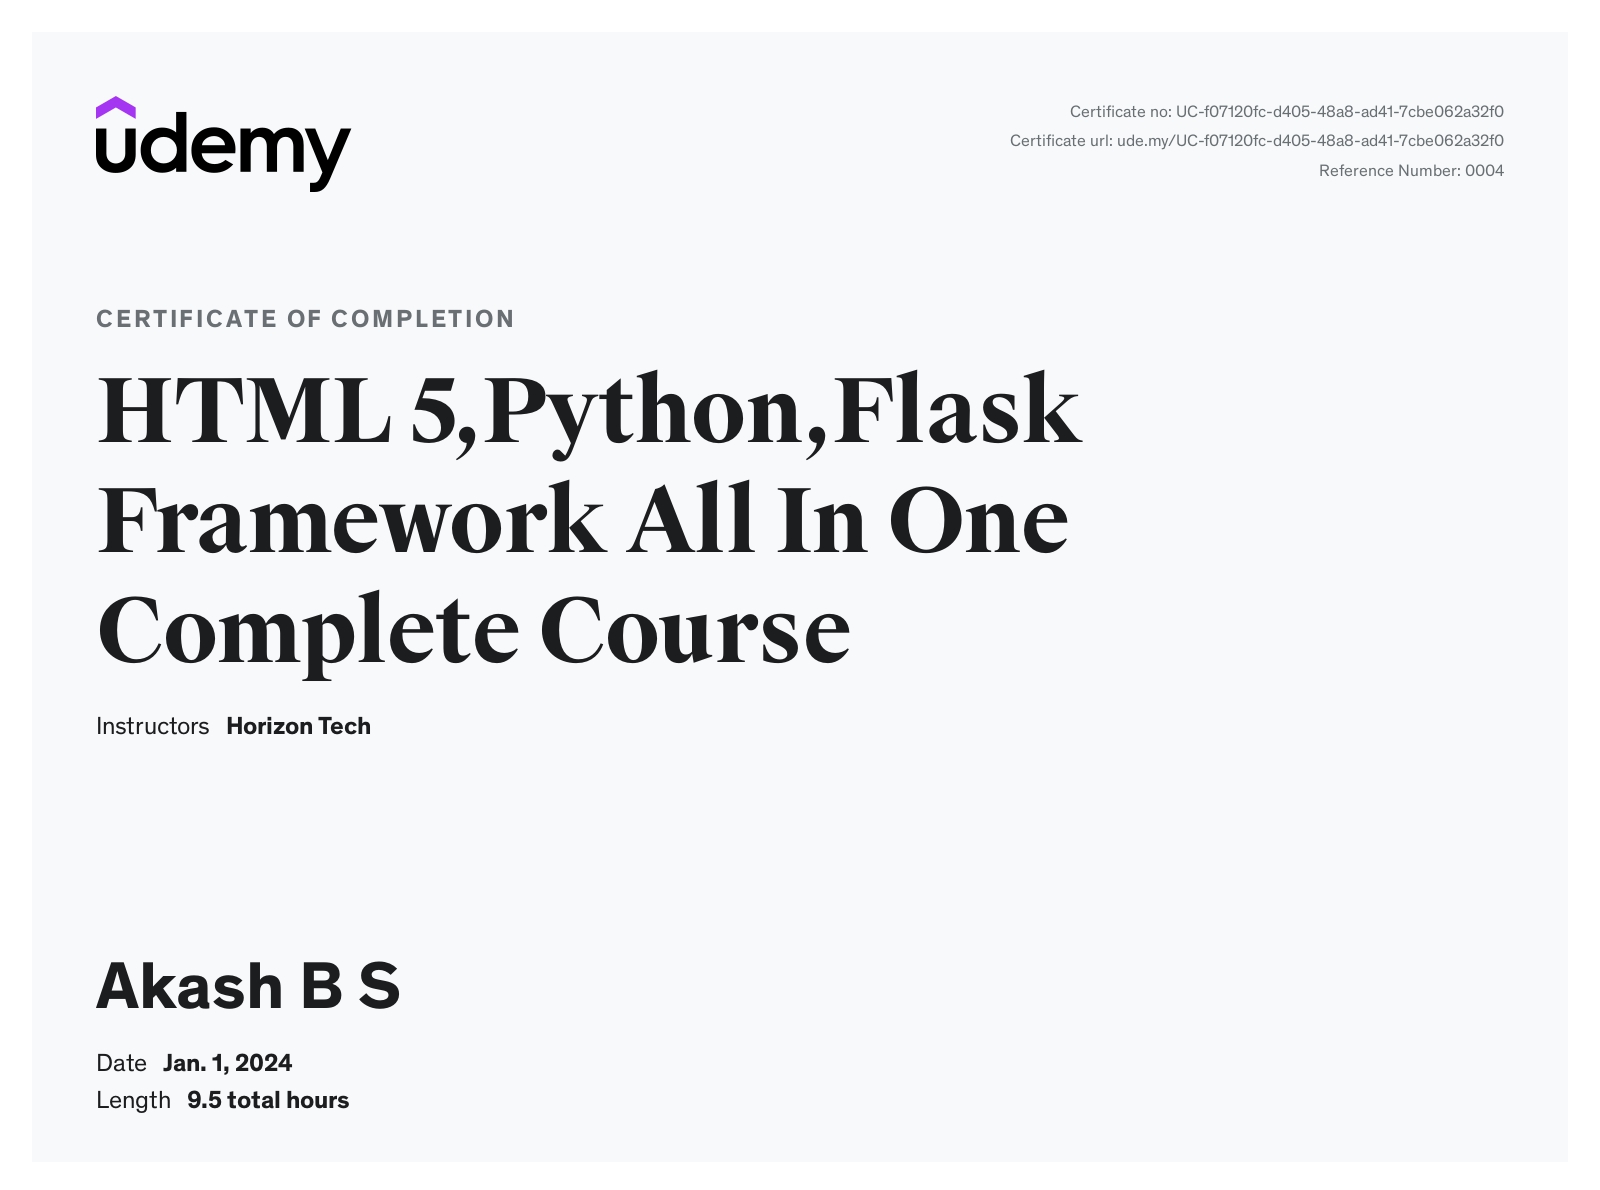 udemy
Certificate no: UC-f07120fc-d405-48a8-ad41-7cbe062a32f0
Certificate url: ude.my/UC-f07120fc-d405-48a8-ad41-7cbe062a32f0
Reference Number: 0004
CERTIFICATE OF COMPLETION
HTML 5,Python,Flask
Framework All In One
Complete Course
Instructors Horizon Tech
Akash B S
Date Jan. 1, 2024
Length 9.5 total hours